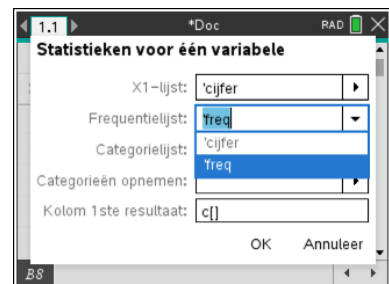 1.1 *Doc RAD
Statistieken voor één variabele
X1-lijst: 'cijfer
Frequentielijst: 'freq
'cijfer
Categorielijst: 'freq
Categorieën opnemen:
Kolom 1ste resultaat: c[]
OK Annuleer
B8